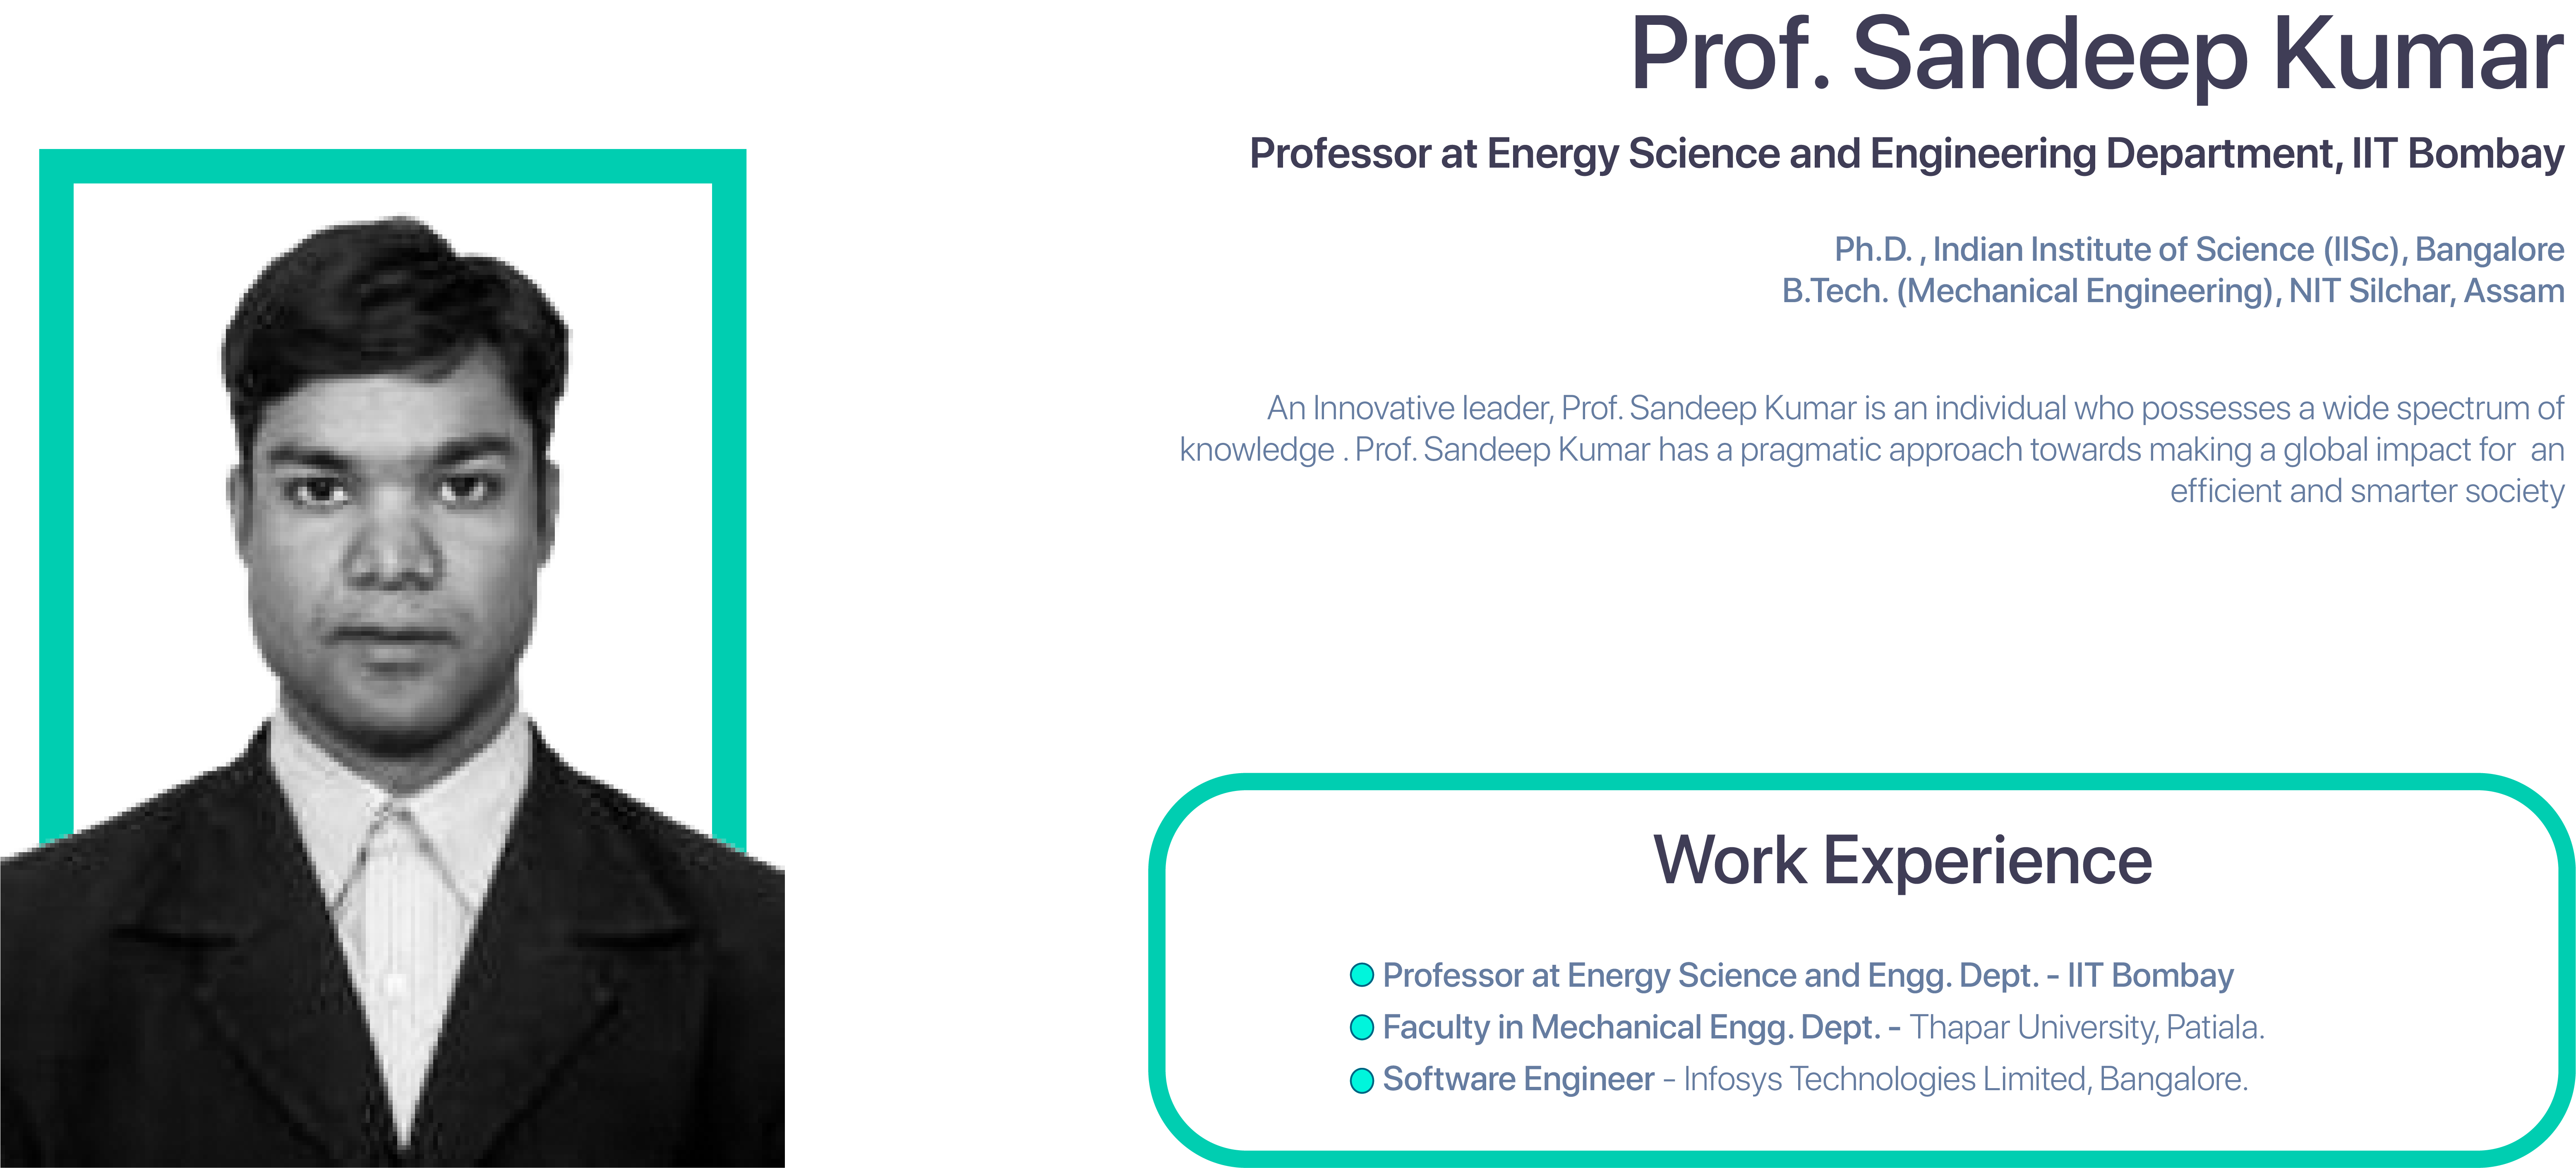 Prof. Sandeep Kumar
Professor at Energy Science and Engineering Department, IIT Bombay
Ph.D. , Indian Institute of Science (IISc), Bangalore
B.Tech. (Mechanical Engineering), NIT Silchar, Assam
An Innovative leader, Prof. Sandeep Kumar is an individual who possesses a wide spectrum of
knowledge . Prof. Sandeep Kumar has a pragmatic approach towards making a global impact for  an
efficient and smarter society
Work Experience
Professor at Energy Science and Engg. Dept. - IIT Bombay
Faculty in Mechanical Engg. Dept. - Thapar University, Patiala.
Software Engineer - Infosys Technologies Limited, Bangalore.